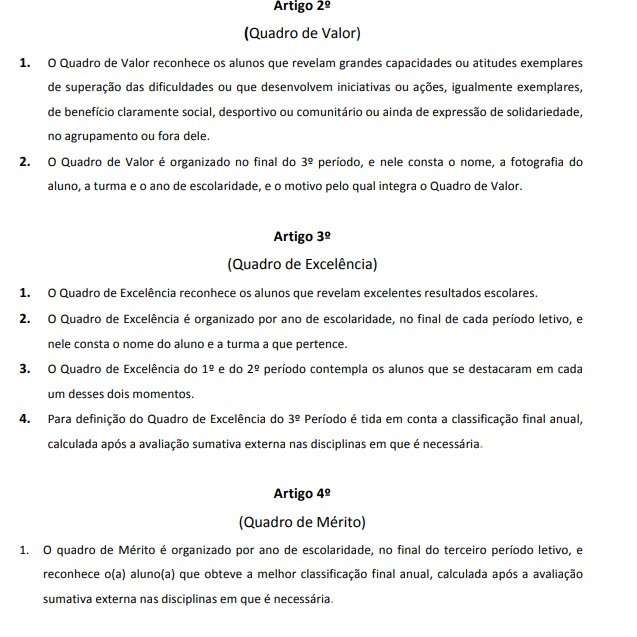 Artigo 2º
(Quadro de Valor)
1. O Quadro de Valor reconhece os alunos que revelam grandes capacidades ou atitudes exemplares
de superação das dificuldades ou que desenvolvem iniciativas ou ações, igualmente exemplares,
de benefício claramente social, desportivo ou comunitário ou ainda de expressão de solidariedade,
no agrupamento ou fora dele.
2. O Quadro de Valor é organizado no final do 3º período, e nele consta o nome, a fotografia do
aluno, a turma e o ano de escolaridade, e o motivo pelo qual integra o Quadro de Valor.
Artigo 3º
(Quadro de Excelência)
1. O Quadro de Excelência reconhece os alunos que revelam excelentes resultados escolares.
2. O Quadro de Excelência é organizado por ano de escolaridade, no final de cada período letivo, e
nele consta o nome do aluno e a turma a que pertence.
3. O Quadro de Excelência do 1º e do 2º período contempla os alunos que se destacaram em cada
um desses dois momentos.
4. Para definição do Quadro de Excelência do 3º Período é tida em conta a classificação final anual,
calculada após a avaliação sumativa externa nas disciplinas em que é necessária.
Artigo 4º
(Quadro de Mérito)
1. O quadro de Mérito é organizado por ano de escolaridade, no final do terceiro período letivo, e
reconhece o(a) aluno(a) que obteve a melhor classificação final anual, calculada após a avaliação
sumativa externa nas disciplinas em que é necessária.